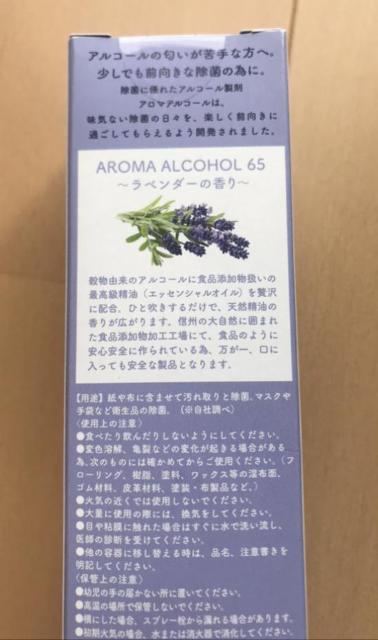 アルコールの匂いが苦手な方へ。
少しでも前向きな除菌の為に。
除菌に優れたアルコール製剤
アロマアルコールは、
味気ない除菌の日々を、楽しく前向きに
過ごしてもらえるよう開発されました。
AROMA ALCOHOL 65
〜ラベンダーの香り〜
穀物由来のアルコールに食品添加物扱いの
最高級精油（エッセンシャルオイル）を贅沢
に配合。ひと吹きするだけで、天然精油の
香りが広がります。信州の大自然に囲まれ
た食品添加物加工工場にて、食品のように
安心安全に作られている為、万が一、口に
入っても安全な製品となります。
【用途】紙や布に含ませて汚れ取りと除菌。マスクや
手袋など衛生品の除菌。（※自社調べ）
〈使用上の注意〉
●食べたり飲んだりしないようにしてください。
●変色溶解、亀裂などの変化が起きる場合がある
為、次のものには確かめてからご使用ください。（フ
ローリング、樹脂、塗料、ワックス等の湿布面、
ゴム材料、皮革材料、塗装・布製品など。）
●火気の近くでは使用しないでください。
●大量に使用の際には、換気をしてください。
●目や粘膜に触れた場合はすぐに水で洗い流し、
医師の診断を受けてください。
●他の容器に移し替える時は、品名、注意書きを
明記してください。
〈保管上の注意〉
●幼児の手の届かない所に置いてください。
●高温の場所で保管しないでください。
●横にした場合、スプレー栓から漏れる場合があります。
●初期火気の場合、水または消火器で消火してください。